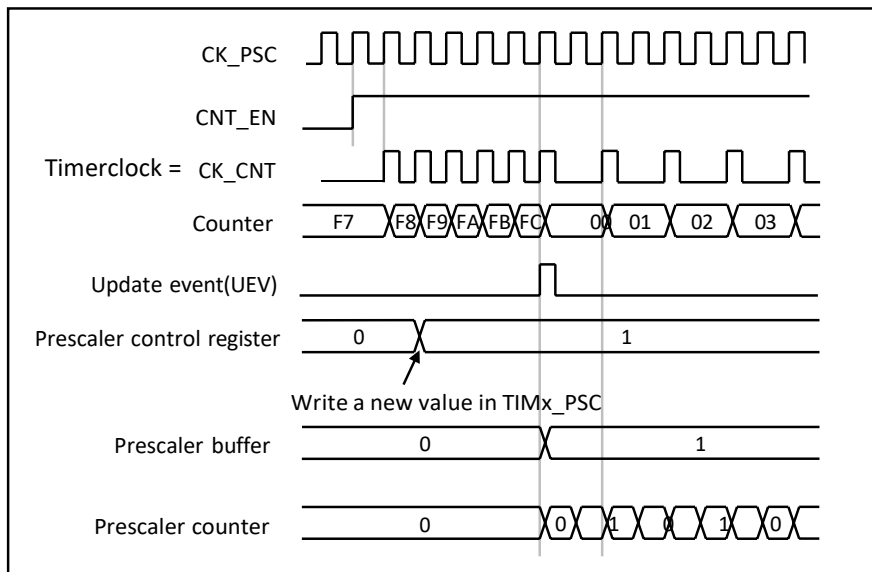 CK_PSC
CNT_EN
Timerclock = CK_CNT
Counter F7 F8 F9 FA FB FC 00 01 02 03
Update event(UEV)
Prescaler control register 0 1
Write a new value in TIMx_PSC
Prescaler buffer 0 1
Prescaler counter 0 0 1 0 1 0